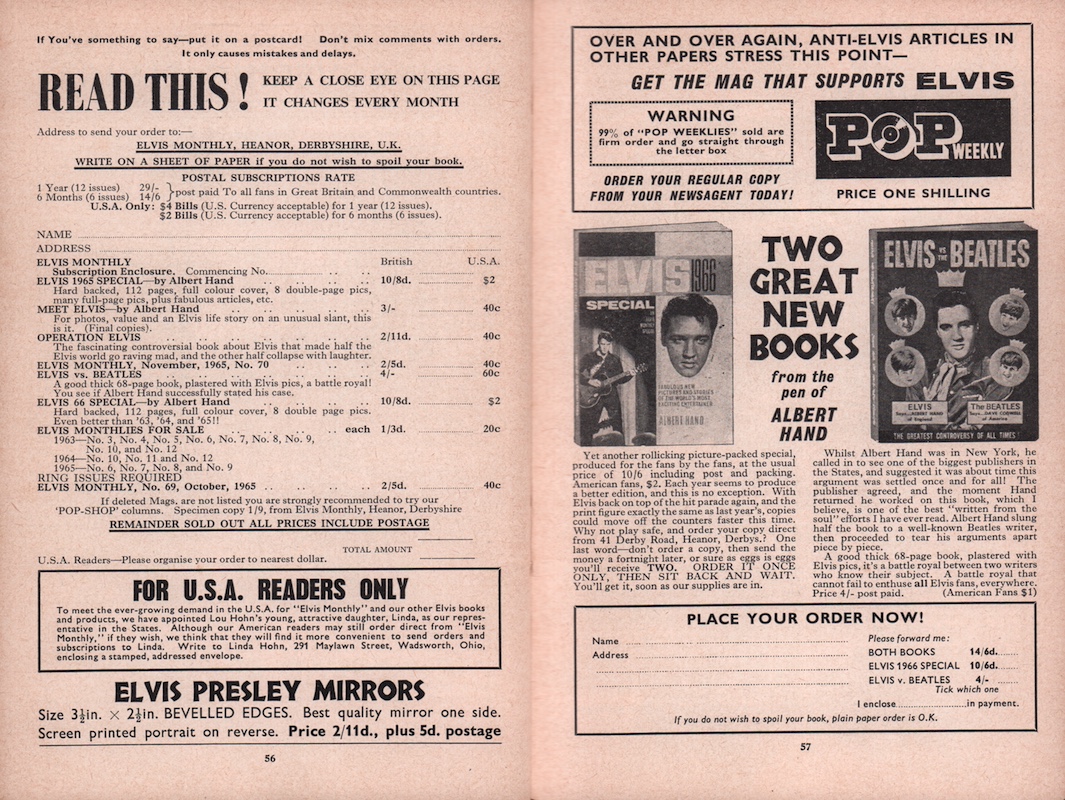 If You've something to say—put it on a postcard! Don't mix comments with orders.
It only causes mistakes and delays.
READ THIS!
KEEP A CLOSE EYE ON THIS PAGE
IT CHANGES EVERY MONTH
Address to send your order to:—
ELVIS MONTHLY, HEANOR, DERBYSHIRE, U.K.
WRITE ON A SHEET OF PAPER if you do not wish to spoil your book.
POSTAL SUBSCRIPTIONS RATE
1 Year (12 issues) 29/-
6 Months (6 issues) 14/6
} post paid To all fans in Great Britain and Commonwealth countries.
U.S.A. Only: $4 Bills (U.S. Currency acceptable) for 1 year (12 issues).
$2 Bills (U.S. Currency acceptable) for 6 months (6 issues).
NAME
ADDRESS
ELVIS MONTHLY British U.S.A.
Subscription Enclosure. Commencing No.
ELVIS 1965 SPECIAL—by Albert Hand 10/8d. $2
Hard backed, 112 pages, full colour cover, 8 double-page pics,
many full-page pics, plus fabulous articles, etc.
MEET ELVIS—by Albert Hand 3/- 40c
For photos, value and an Elvis life story on an unusual slant, this
is it. (Final copies).
OPERATION ELVIS 2/11d. 40c
The fascinating controversial book about Elvis that made half the
Elvis world go raving mad, and the other half collapse with laughter.
ELVIS MONTHLY, November, 1965, No. 70 2/5d. 40c
ELVIS vs. BEATLES 4/- 60c
A good thick 68-page book, plastered with Elvis pics, a battle royal!
You see if Albert Hand successfully stated his case.
ELVIS 66 SPECIAL—by Albert Hand 10/8d. $2
Hard backed, 112 pages, full colour cover, 8 double page pics.
Even better than '63, '64, and '65!!
ELVIS MONTHLIES FOR SALE each 1/3d. 20c
1963—No. 3, No. 4, No. 5, No. 6, No. 7, No. 8, No. 9,
No. 10, and No. 12
1964—No. 10, No. 11 and No. 12
1965—No. 6, No. 7, No. 8, and No. 9
RING ISSUES REQUIRED
ELVIS MONTHLY, No. 69, October, 1965 2/5d. 40c
If deleted Mags. are not listed you are strongly recommended to try our
'POP-SHOP' columns. Specimen copy 1/9, from Elvis Monthly, Heanor, Derbyshire
REMAINDER SOLD OUT ALL PRICES INCLUDE POSTAGE
TOTAL AMOUNT
U.S.A. Readers—Please organise your order to nearest dollar.
FOR U.S.A. READERS ONLY
To meet the ever-growing demand in the U.S.A. for "Elvis Monthly" and our other Elvis books
and products, we have appointed Lou Hohn's young, attractive daughter, Linda, as our repres-
entative in the States. Although our American readers may still order direct from "Elvis
Monthly," if they wish, we think that they will find it more convenient to send orders and
subscriptions to Linda. Write to Linda Hohn, 291 Maylawn Street, Wadsworth, Ohio,
enclosing a stamped, addressed envelope.
ELVIS PRESLEY MIRRORS
Size 3½in. × 2½in. BEVELLED EDGES. Best quality mirror one side.
Screen printed portrait on reverse. Price 2/11d., plus 5d. postage
56
OVER AND OVER AGAIN, ANTI-ELVIS ARTICLES IN
OTHER PAPERS STRESS THIS POINT—
GET THE MAG THAT SUPPORTS ELVIS
WARNING
99% of "POP WEEKLIES" sold are
firm order and go straight through
the letter box
ORDER YOUR REGULAR COPY
FROM YOUR NEWSAGENT TODAY!
POP
WEEKLY
PRICE ONE SHILLING
ELVIS 1966
SPECIAL
FABULOUS NEW
PICTURES AND STORIES
OF THE WORLD'S MOST
EXCITING ENTERTAINER
ALBERT HAND
TWO
GREAT
NEW
BOOKS
from the
pen of
ALBERT
HAND
ELVIS vs THE BEATLES
ELVIS
Says...ALBERT HAND
of England
The BEATLES
Says...DAVE CORWELL
of America
THE GREATEST CONTROVERSY OF ALL TIMES!
Yet another rollicking picture-packed special,
produced for the fans by the fans, at the usual
price of 10/6 including post and packing.
American fans, $2. Each year seems to produce
a better edition, and this is no exception. With
Elvis back on top of the hit parade again, and the
print figure exactly the same as last year's, copies
could move off the counters faster this time.
Why not play safe, and order your copy direct
from 41 Derby Road, Heanor, Derbys.? One
last word—don't order a copy, then send the
money a fortnight later, or sure as eggs is eggs
you'll receive TWO. ORDER IT ONCE
ONLY, THEN SIT BACK AND WAIT.
You'll get it, soon as our supplies are in.
Whilst Albert Hand was in New York, he
called in to see one of the biggest publishers in
the States, and suggested it was about time this
argument was settled once and for all! The
publisher agreed, and the moment Hand
returned he worked on this book, which I
believe, is one of the best "written from the
soul" efforts I have ever read. Albert Hand slung
half the book to a well-known Beatles writer,
then proceeded to tear his arguments apart
piece by piece.
A good thick 68-page book, plastered with
Elvis pics, it's a battle royal between two writers
who know their subject. A battle royal that
cannot fail to enthuse all Elvis fans, everywhere.
Price 4/- post paid. (American Fans $1)
PLACE YOUR ORDER NOW!
Name
Address
Please forward me:
BOTH BOOKS 14/6d.
ELVIS 1966 SPECIAL 10/6d.
ELVIS v. BEATLES 4/-
Tick which one
I enclose in payment.
If you do not wish to spoil your book, plain paper order is O.K.
57